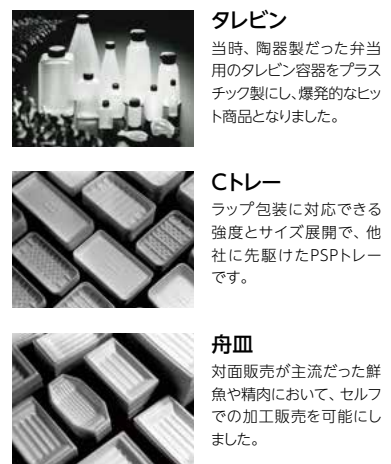 タレビン
当時、陶器製だった弁当
用のタレビン容器をプラス
チック製にし、爆発的なヒッ
ト商品となりました。
Cトレー
ラップ包装に対応できる
強度とサイズ展開で、他
社に先駆けたPSPトレー
です。
舟皿
対面販売が主流だった鮮
魚や精肉において、セルフ
での加工販売を可能にし
ました。